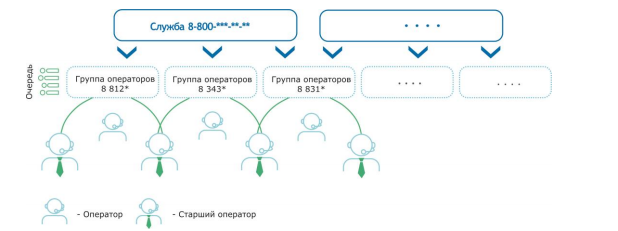 Служба 8-800-***-**-**
• • • •
Очередь
Группа операторов
8 812*
Группа операторов
8 343*
Группа операторов
8 831*
• • • •
• • • •
- Оператор
- Старший оператор